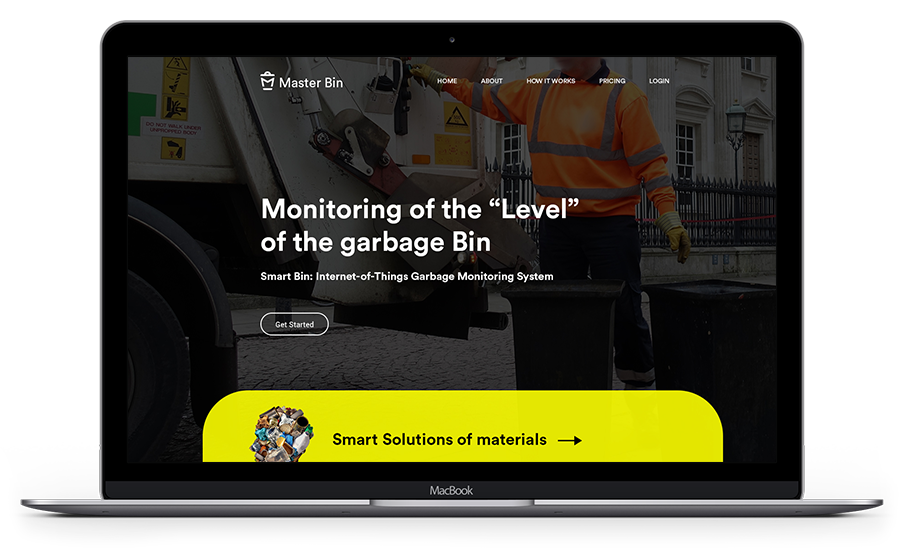 Master Bin
HOME ABOUT HOW IT WORKS PRICING LOGIN
DO NOT WALK UNDER
UNPROPPED BODY
Monitoring of the “Level”
of the garbage Bin
Smart Bin: Internet-of-Things Garbage Monitoring System
Get Started
Smart Solutions of materials
MacBook